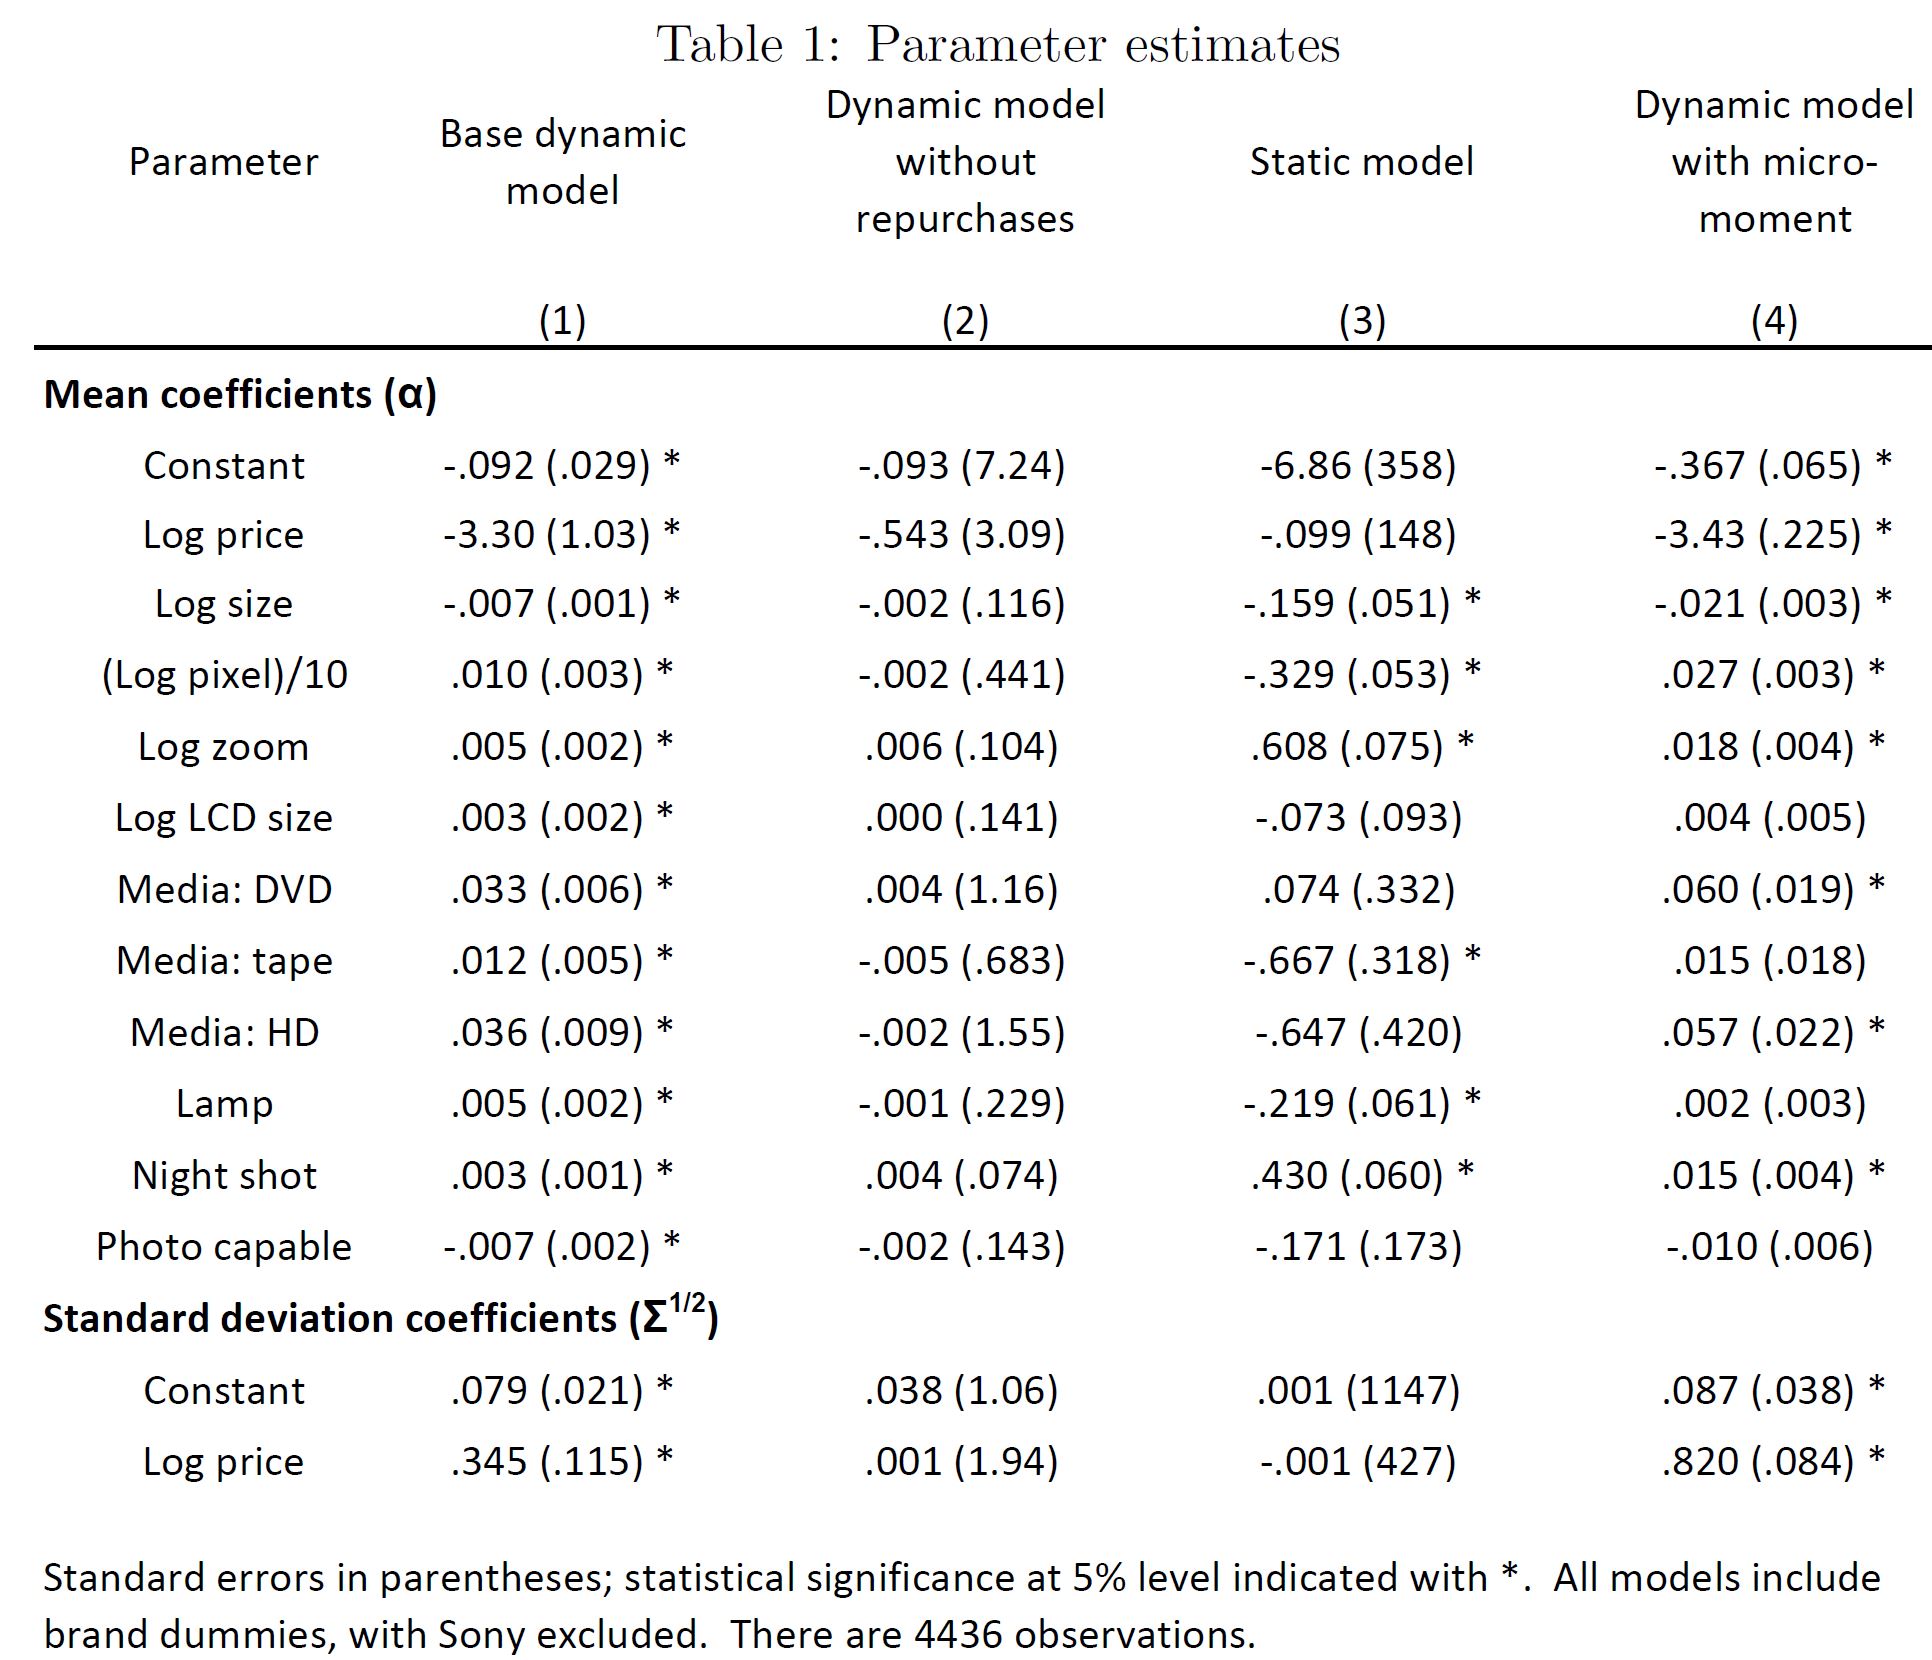 Table 1: Parameter estimates
Parameter Base dynamic model Dynamic model without repurchases Static model Dynamic model with micro-moment
(1) (2) (3) (4)
Mean coefficients (α)
Constant -.092 (.029) * -.093 (7.24) -6.86 (358) -.367 (.065) *
Log price -3.30 (1.03) * -.543 (3.09) -.099 (148) -3.43 (.225) *
Log size -.007 (.001) * -.002 (.116) -.159 (.051) * -.021 (.003) *
(Log pixel)/10 .010 (.003) * -.002 (.441) -.329 (.053) * .027 (.003) *
Log zoom .005 (.002) * .006 (.104) .608 (.075) * .018 (.004) *
Log LCD size .003 (.002) * .000 (.141) -.073 (.093) .004 (.005)
Media: DVD .033 (.006) * .004 (1.16) .074 (.332) .060 (.019) *
Media: tape .012 (.005) * -.005 (.683) -.667 (.318) * .015 (.018)
Media: HD .036 (.009) * -.002 (1.55) -.647 (.420) .057 (.022) *
Lamp .005 (.002) * -.001 (.229) -.219 (.061) * .002 (.003)
Night shot .003 (.001) * .004 (.074) .430 (.060) * .015 (.004) *
Photo capable -.007 (.002) * -.002 (.143) -.171 (.173) -.010 (.006)
Standard deviation coefficients (Σ^1/2)
Constant .079 (.021) * .038 (1.06) .001 (1147) .087 (.038) *
Log price .345 (.115) * .001 (1.94) -.001 (427) .820 (.084) *
Standard errors in parentheses; statistical significance at 5% level indicated with *. All models include
brand dummies, with Sony excluded. There are 4436 observations.